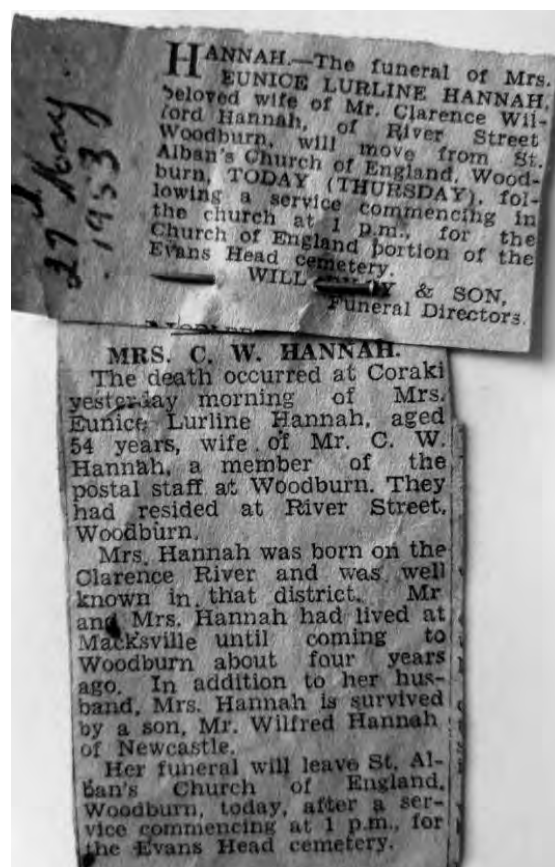 27th May
1953
HANNAH.—The funeral of Mrs.
EUNICE LURLINE HANNAH,
beloved wife of Mr. Clarence Wil-
ford Hannah, of River Street
Woodburn, will move from St.
Alban's Church of England, Wood-
burn, TODAY (THURSDAY), fol-
lowing a service commencing in
the church at 1 p.m., for the
Church of England portion of the
Evans Head cemetery.
WILL & SON,
Funeral Directors.
MRS. C. W. HANNAH.
The death occurred at Coraki
yesterday morning of Mrs.
Eunice Lurline Hannah, aged
54 years, wife of Mr. C. W.
Hannah, a member of the
postal staff at Woodburn. They
had resided at River Street,
Woodburn.
Mrs. Hannah was born on the
Clarence River and was well
known in that district. Mr
and Mrs. Hannah had lived at
Macksville until coming to
Woodburn about four years
ago. In addition to her hus-
band, Mrs. Hannah is survived
by a son, Mr. Wilfred Hannah
of Newcastle.
Her funeral will leave St. Al-
ban's Church of England,
Woodburn, today, after a ser-
vice commencing at 1 p.m., for
the Evans Head cemetery.